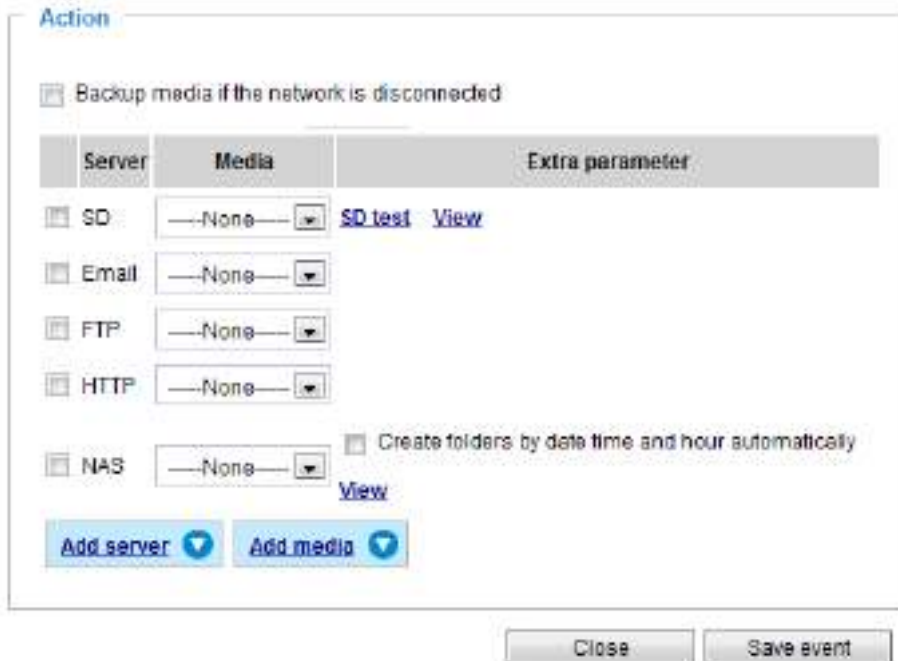 Action
Backup media if the network is disconnected
Server Media Extra parameter
SD -----None----- SD test View
Email -----None-----
FTP -----None-----
HTTP -----None-----
NAS -----None----- Create folders by date time and hour automatically
View
Add server Add media
Close Save event